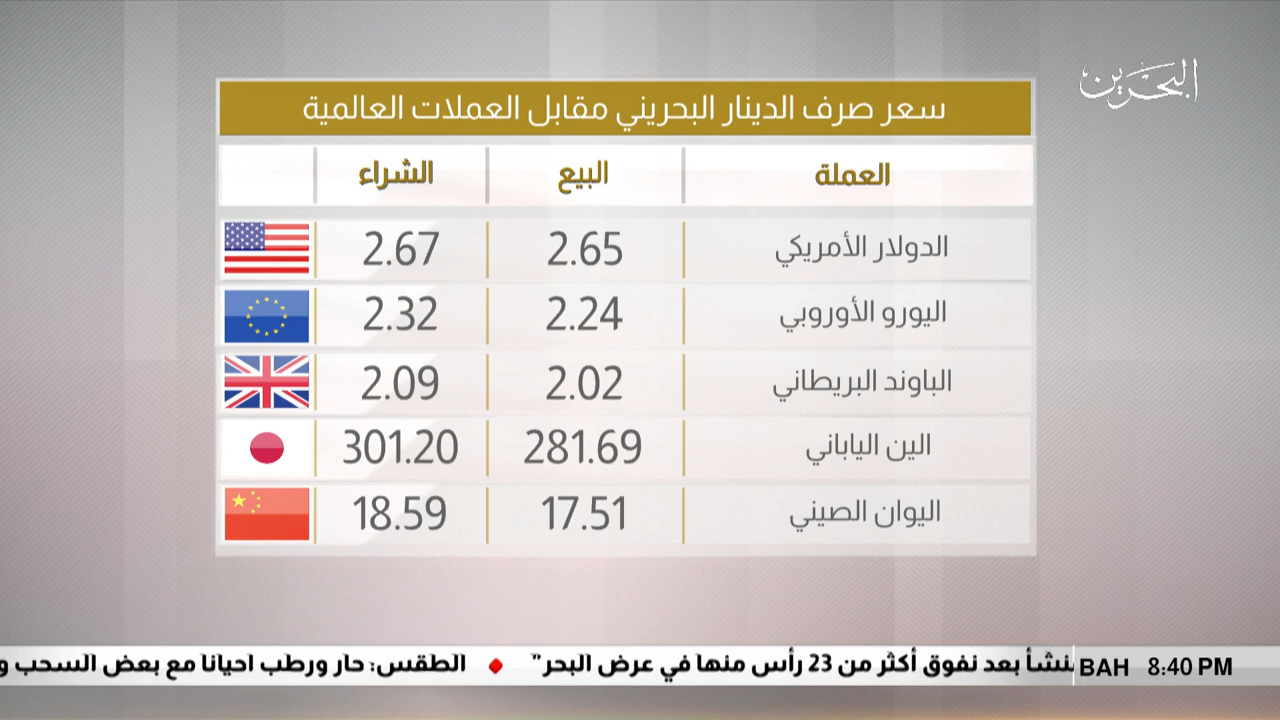 البحرين
سعر صرف الدينار البحريني مقابل العملات العالمية
العملة البيع الشراء
الدولار الأمريكي 2.65 2.67
اليورو الأوروبي 2.24 2.32
الباوند البريطاني 2.02 2.09
الين الياباني 281.69 301.20
اليوان الصيني 17.51 18.59
BAH 8:40 PM
بعد نفوق أكثر من 23 رأس منها في عرض البحر" ♦ الطقس: حار ورطب احيانا مع بعض السحب و